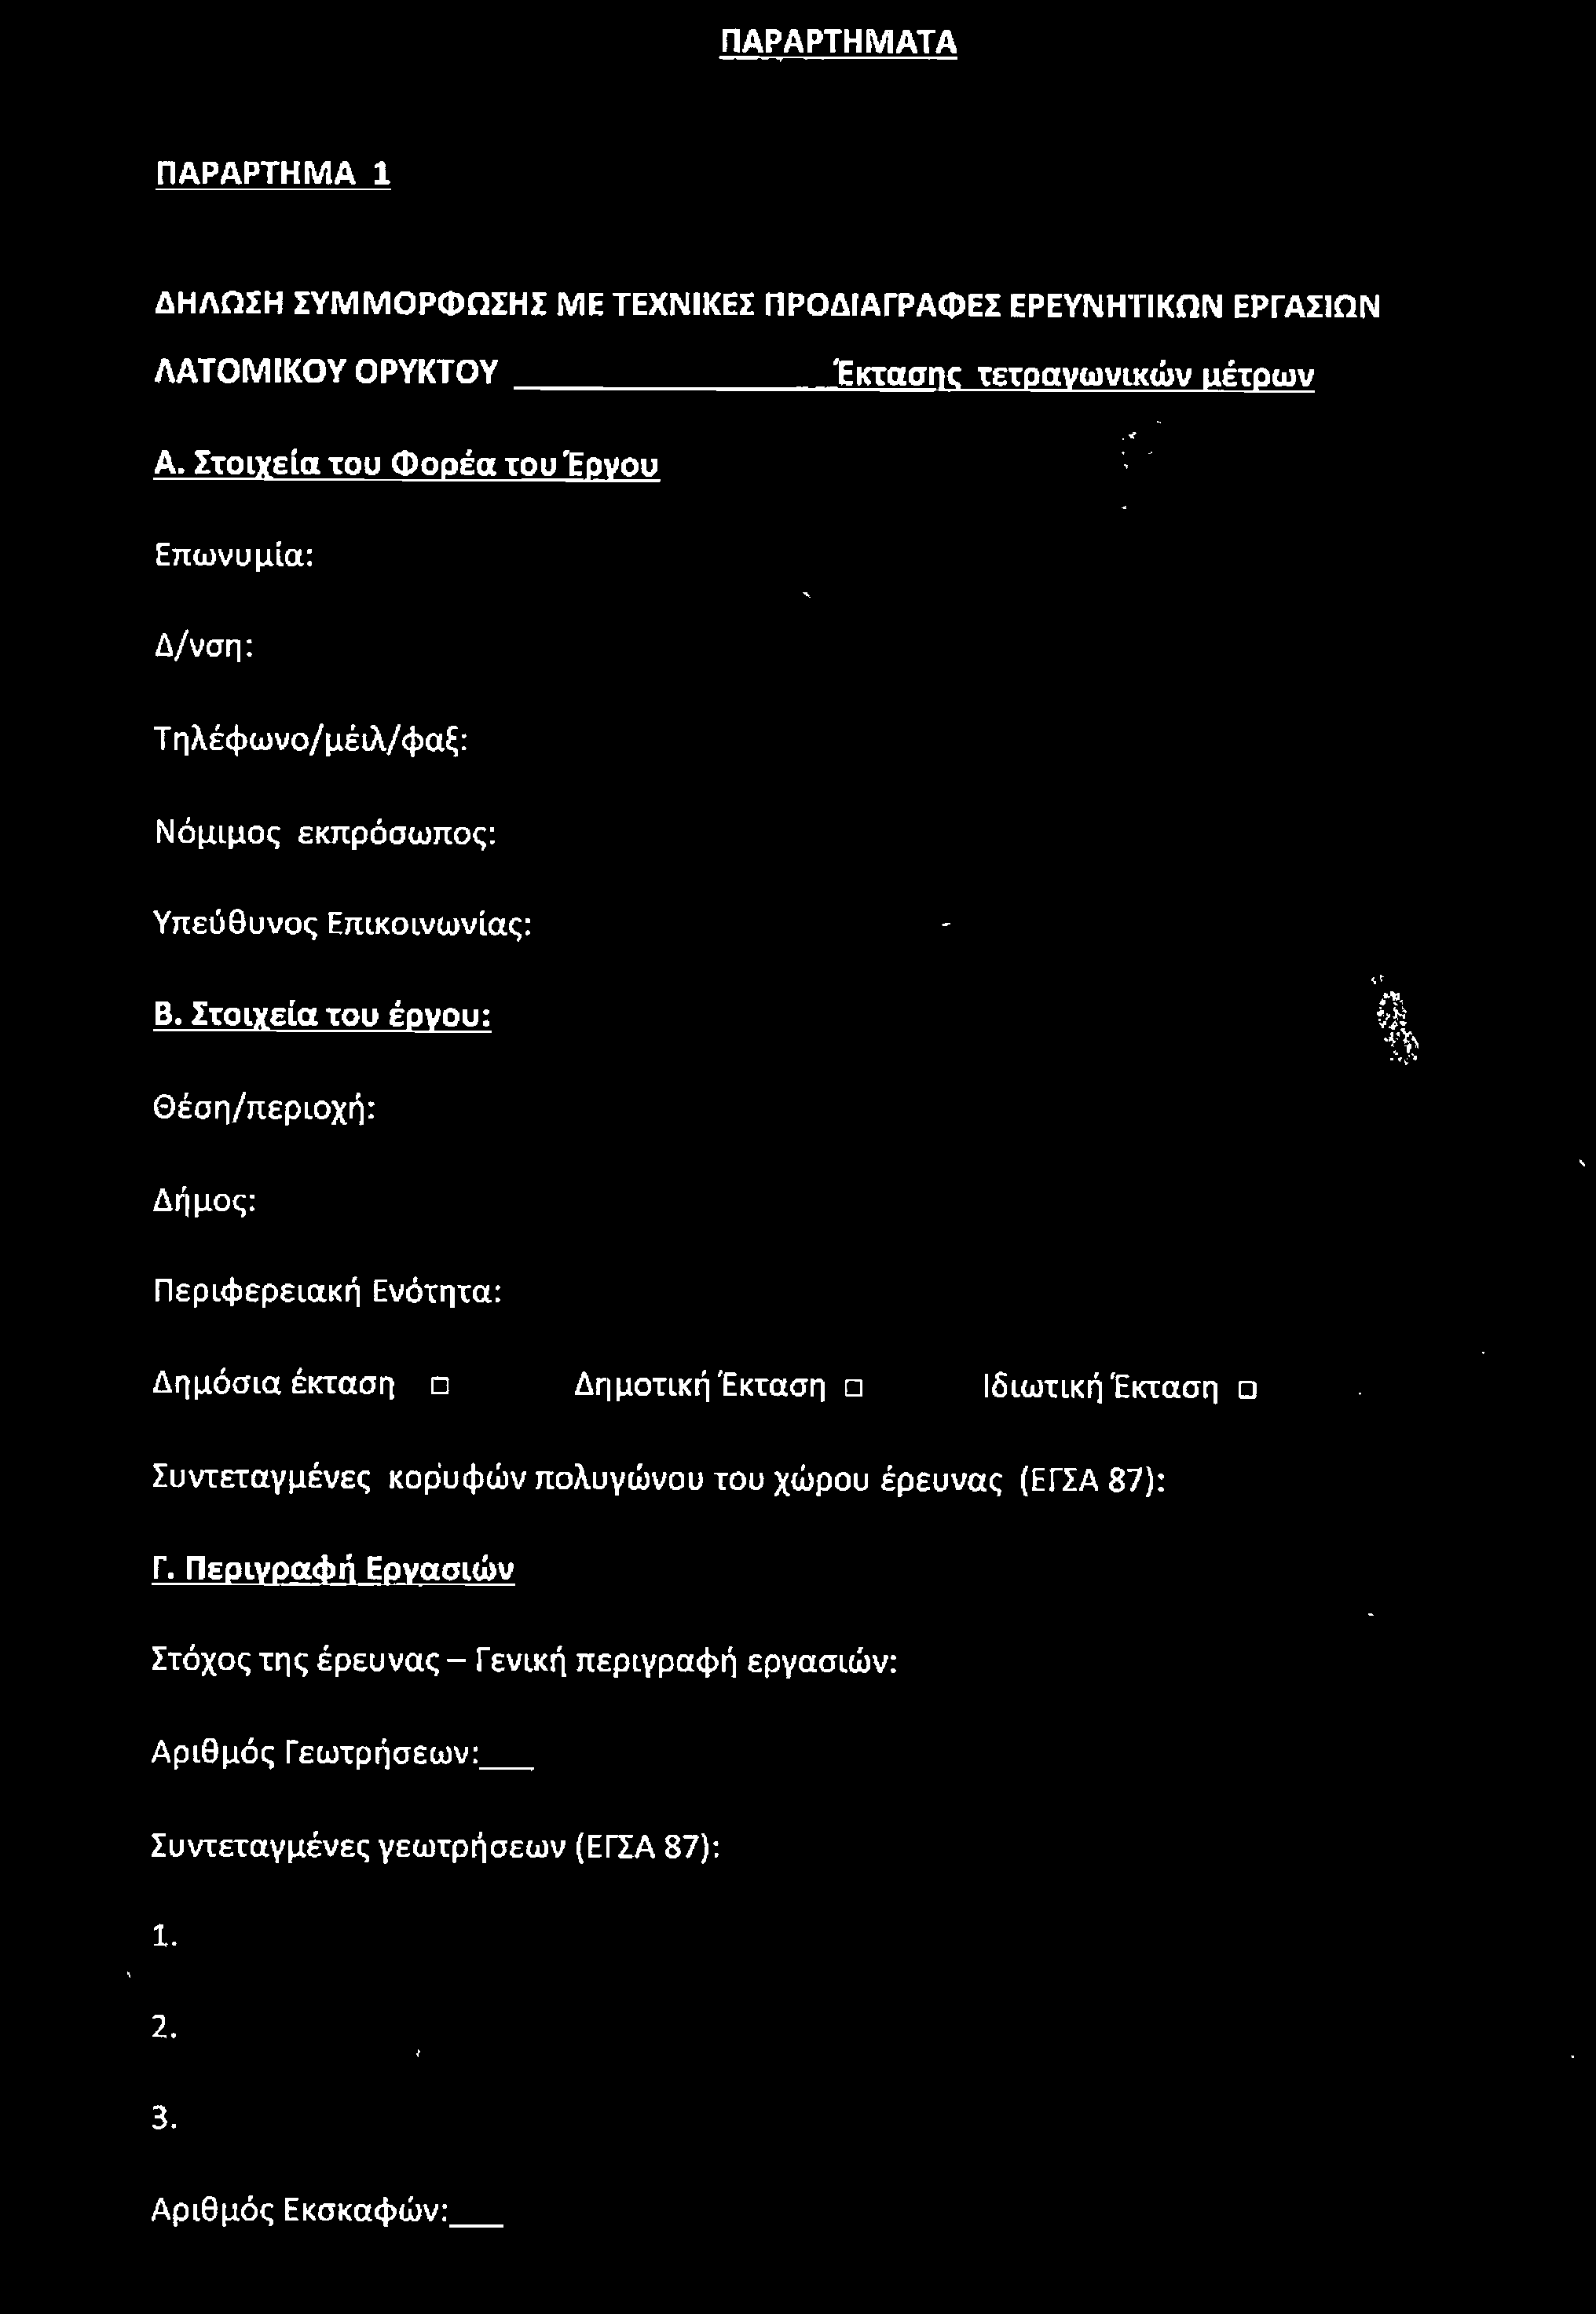 ΠΑΡΑΡΤΗΜΑΤΑ
ΠΑΡΑΡΤΗΜΑ 1
ΔΗΛΩΣΗ ΣΥΜΜΟΡΦΩΣΗΣ ΜΕ ΤΕΧΝΙΚΕΣ ΠΡΟΔΙΑΓΡΑΦΕΣ ΕΡΕΥΝΗΤΙΚΩΝ ΕΡΓΑΣΙΩΝ
ΛΑΤΟΜΙΚΟΥ ΟΡΥΚΤΟΥ ________________ Έκτασης τετραγωνικών μέτρων
Α. Στοιχεία του Φορέα του Έργου
Επωνυμία:
Δ/νση:
Τηλέφωνο/μέιλ/φαξ:
Νόμιμος εκπρόσωπος:
Υπεύθυνος Επικοινωνίας:
Β. Στοιχεία του έργου:
Θέση/περιοχή:
Δήμος:
Περιφερειακή Ενότητα:
Δημόσια έκταση □ Δημοτική Έκταση □ Ιδιωτική Έκταση □
Συντεταγμένες κορυφών πολυγώνου του χώρου έρευνας (ΕΓΣΑ 87):
Γ. Περιγραφή Εργασιών
Στόχος της έρευνας – Γενική περιγραφή εργασιών:
Αριθμός Γεωτρήσεων:___
Συντεταγμένες γεωτρήσεων (ΕΓΣΑ 87):
1.
2.
3.
Αριθμός Εκσκαφών:___